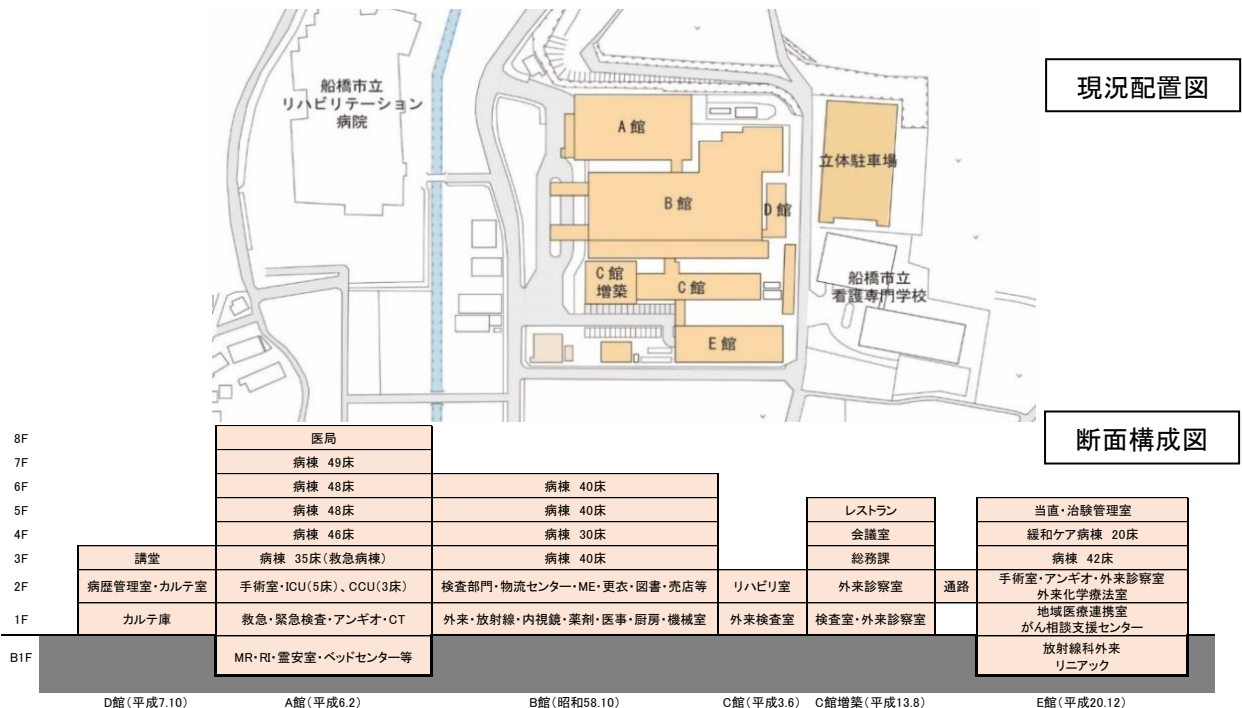 現況配置図
船橋市立
リハビリテーション
病院
A館
立体駐車場
B館
D館
C館
増築
C館
船橋市立
看護専門学校
E館
断面構成図
8F 医局
7F 病棟 49床
6F 病棟 48床 病棟 40床
5F 病棟 48床 病棟 40床 レストラン 当直・治験管理室
4F 病棟 46床 病棟 30床 会議室 緩和ケア病棟 20床
3F 講堂 病棟 35床(救急病棟) 病棟 40床 総務課 病棟 42床
2F 病歴管理室・カルテ室 手術室・ICU(5床)、CCU(3床) 検査部門・物流センター・ME・更衣・図書・売店等 リハビリ室 外来診察室 通路 手術室・アンギオ・外来診察室
外来化学療法室
1F カルテ庫 救急・緊急検査・アンギオ・CT 外来・放射線・内視鏡・薬剤・医事・厨房・機械室 外来検査室 検査室・外来診察室 地域医療連携室
がん相談支援センター
B1F MR・RI・霊安室・ベッドセンター等 放射線科外来
リニアック
D館(平成7.10) A館(平成6.2) B館(昭和58.10) C館(平成3.6) C館増築(平成13.8) E館(平成20.12)